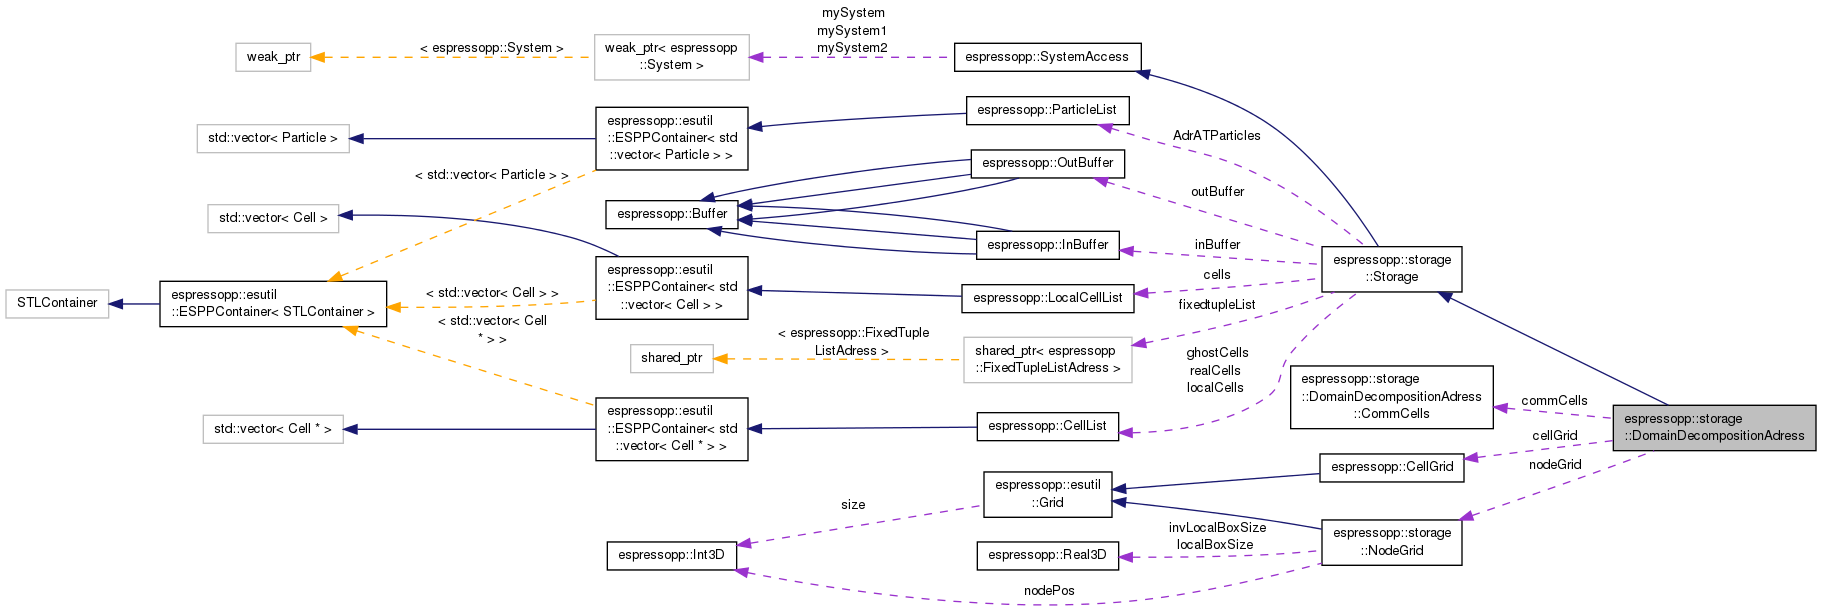 mySystem
mySystem1
mySystem2
weak_ptr
< espressopp::System >
weak_ptr< espressopp
::System >
espressopp::SystemAccess
espressopp::ParticleList
espressopp::esutil
::ESPPContainer< std
::vector< Particle > >
std::vector< Particle >
AdrATParticles
espressopp::OutBuffer
< std::vector< Particle > >
outBuffer
std::vector< Cell >
espressopp::Buffer
espressopp::InBuffer
inBuffer
espressopp::storage
::Storage
espressopp::esutil
::ESPPContainer< std
::vector< Cell > >
cells
espressopp::LocalCellList
STLContainer
espressopp::esutil
::ESPPContainer< STLContainer >
< std::vector< Cell > >
fixedtupleList
< std::vector< Cell
* > >
< espressopp::FixedTuple
ListAdress >
shared_ptr
shared_ptr< espressopp
::FixedTupleListAdress >
ghostCells
realCells
localCells
espressopp::storage
::DomainDecompositionAdress
::CommCells
commCells
espressopp::storage
::DomainDecompositionAdress
std::vector< Cell * >
espressopp::esutil
::ESPPContainer< std
::vector< Cell * > >
espressopp::CellList
cellGrid
espressopp::CellGrid
nodeGrid
espressopp::esutil
::Grid
size
invLocalBoxSize
localBoxSize
espressopp::storage
::NodeGrid
espressopp::Int3D
espressopp::Real3D
nodePos